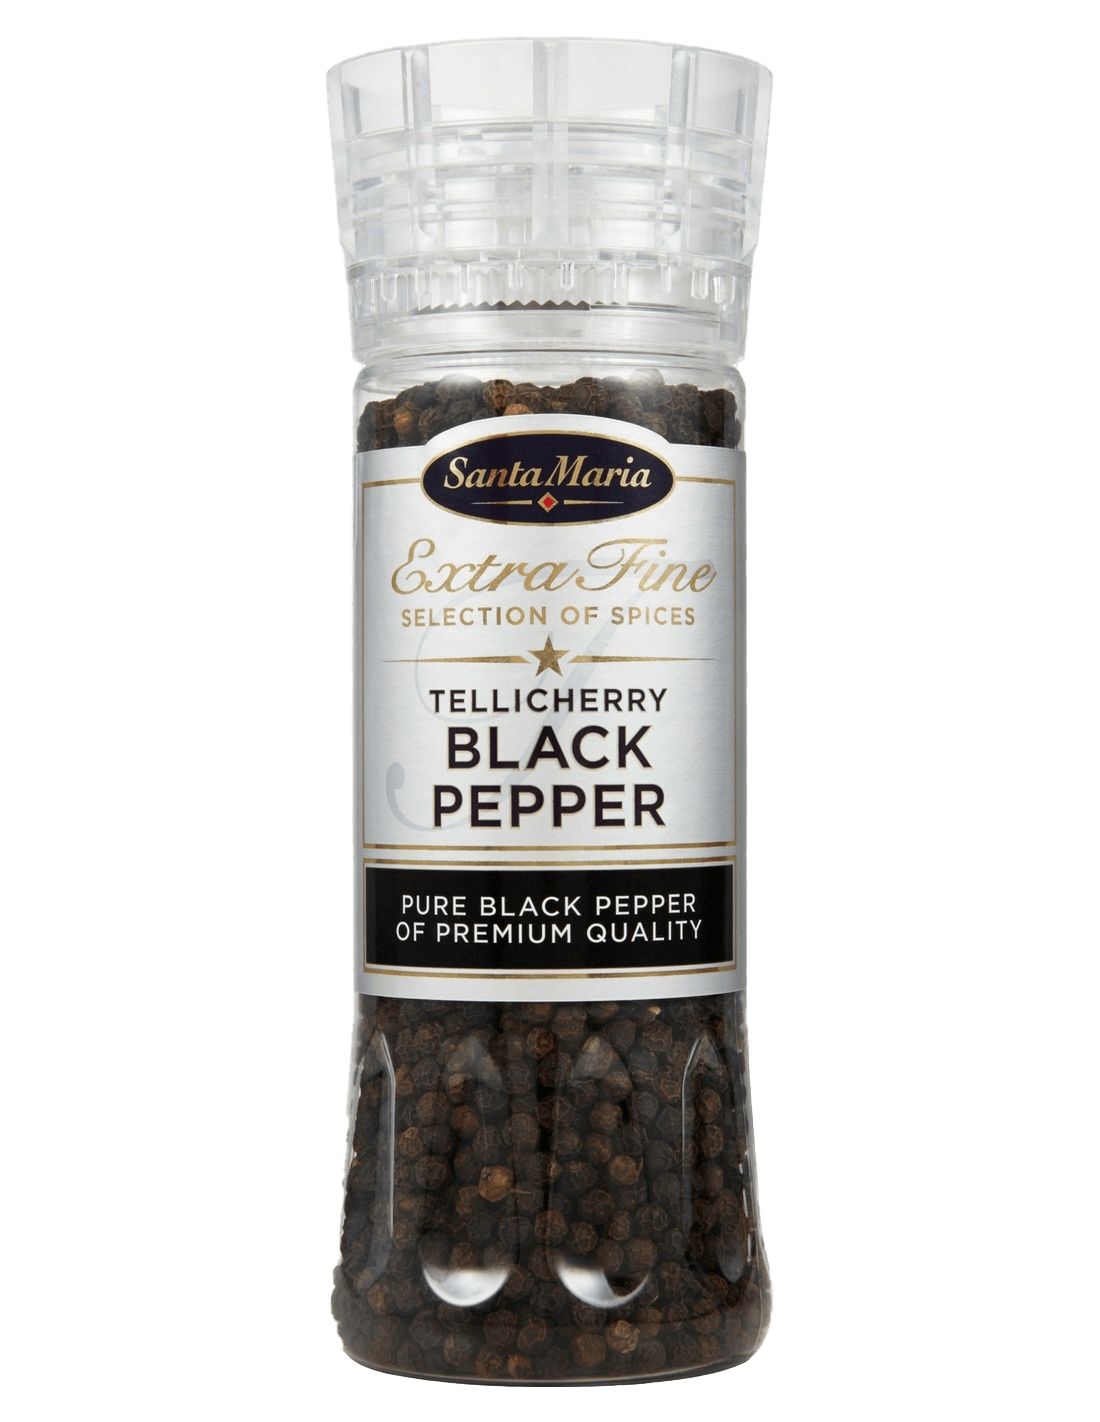 Santa Maria
Extra Fine
SELECTION OF SPICES
TELLICHERRY
BLACK
PEPPER
PURE BLACK PEPPER
OF PREMIUM QUALITY